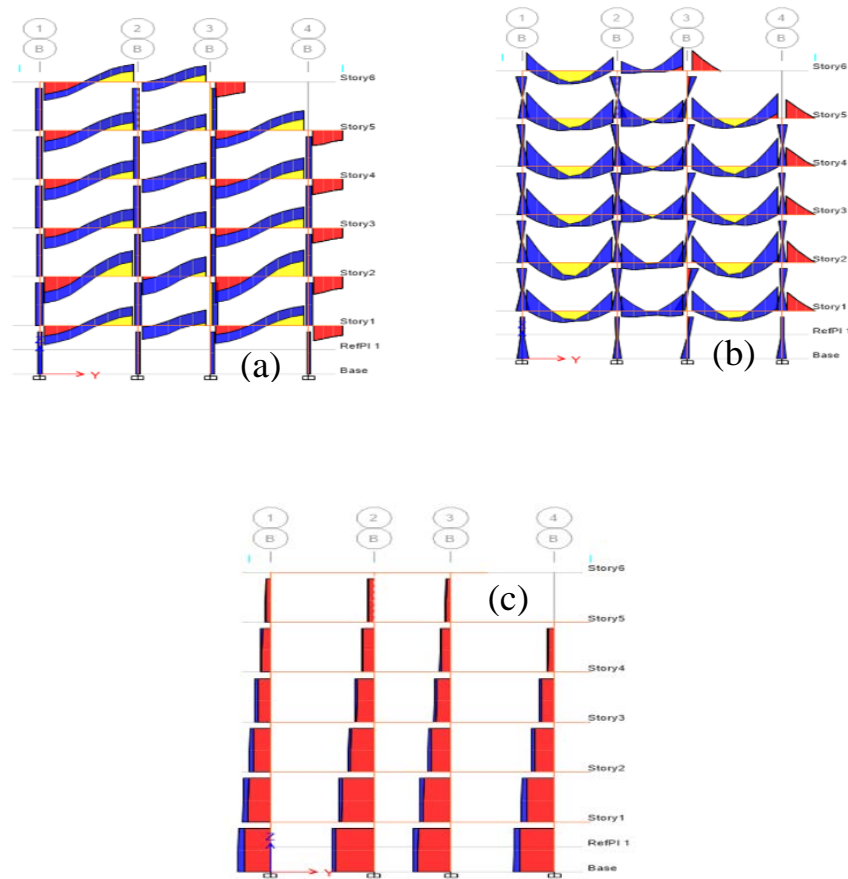 1 2 3 4
B B B B
Story6
Story5
Story4
Story3
Story2
Story1
RefPl 1
Base
Y
(a)
1 2 3 4
B B B B
Story6
Story5
Story4
Story3
Story2
Story1
RefPl 1
Base
Y
(b)
1 2 3 4
B B B B
Story6
(c)
Story5
Story4
Story3
Story2
Story1
Z
RefPl 1
Base
Y